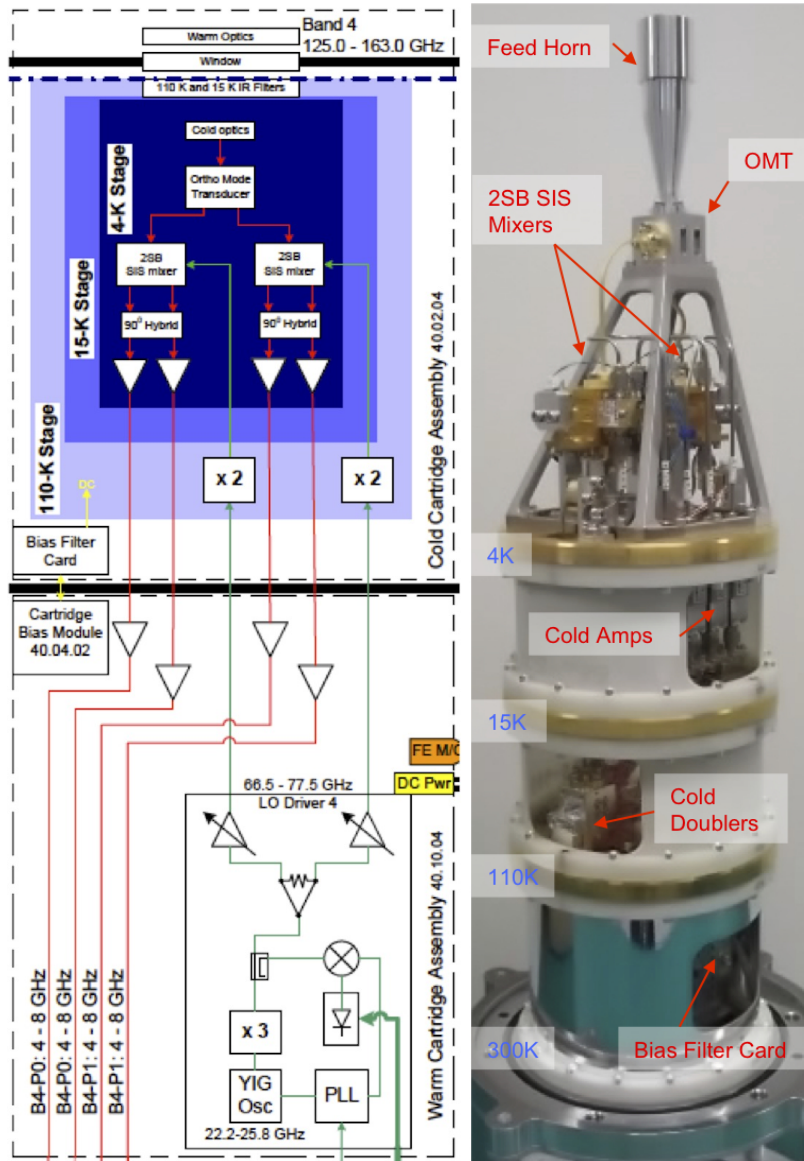 Band 4
125.0 - 163.0 GHz
Warm Optics
Window
110 K and 15 K IR Filters
Cold optics
Ortho Mode
Transducer
4-K Stage
2SB
SIS mixer
2SB
SIS mixer
15-K Stage
90⁰ Hybrid
90⁰ Hybrid
110-K Stage
x 2
x 2
DC
Bias Filter
Card
Cold Cartridge Assembly 40.02.04
Cartridge
Bias Module
40.04.02
FE M/C
DC Pwr
66.5 - 77.5 GHz
LO Driver 4
x 3
YIG
Osc
PLL
22.2-25.8 GHz
B4-P0: 4 - 8 GHz
B4-P0: 4 - 8 GHz
B4-P1: 4 - 8 GHz
B4-P1: 4 - 8 GHz
Warm Cartridge Assembly 40.10.04
Feed Horn
OMT
2SB SIS
Mixers
4K
Cold Amps
15K
Cold
Doublers
110K
300K
Bias Filter Card